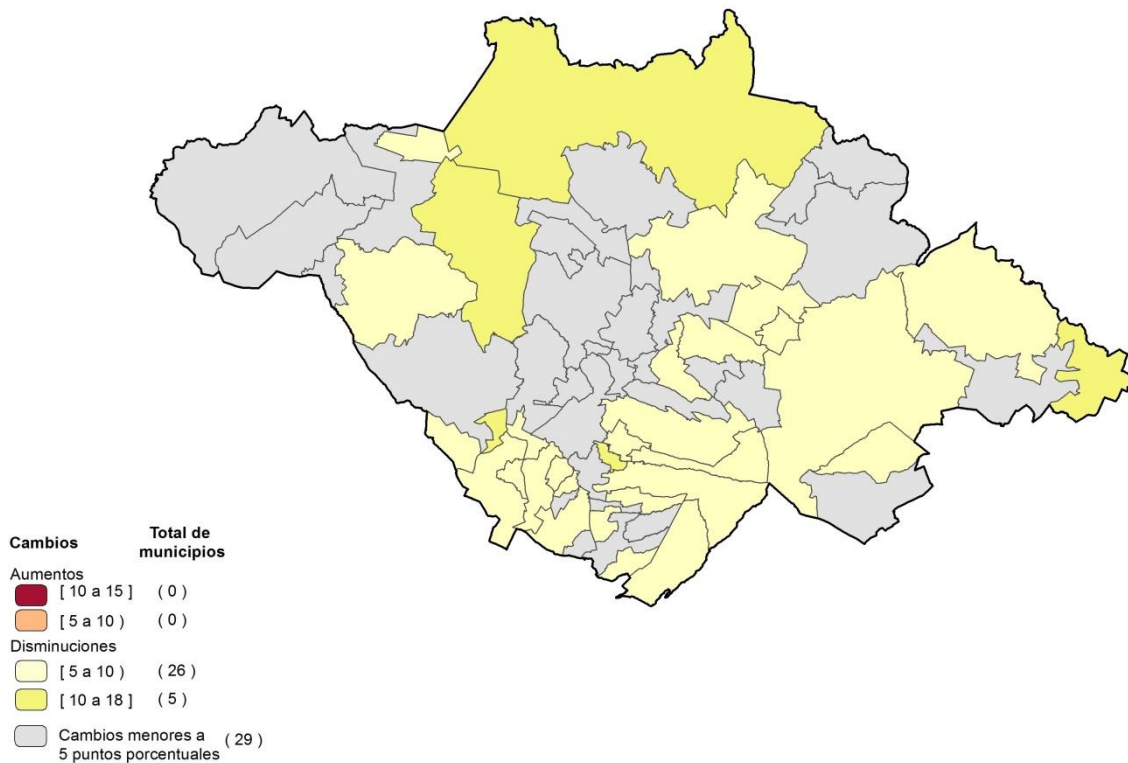 Cambios Total de municipios
Aumentos
[ 10 a 15 ] ( 0 )
[ 5 a 10 ) ( 0 )
Disminuciones
[ 5 a 10 ) ( 26 )
[ 10 a 18 ] ( 5 )
Cambios menores a
5 puntos porcentuales ( 29 )